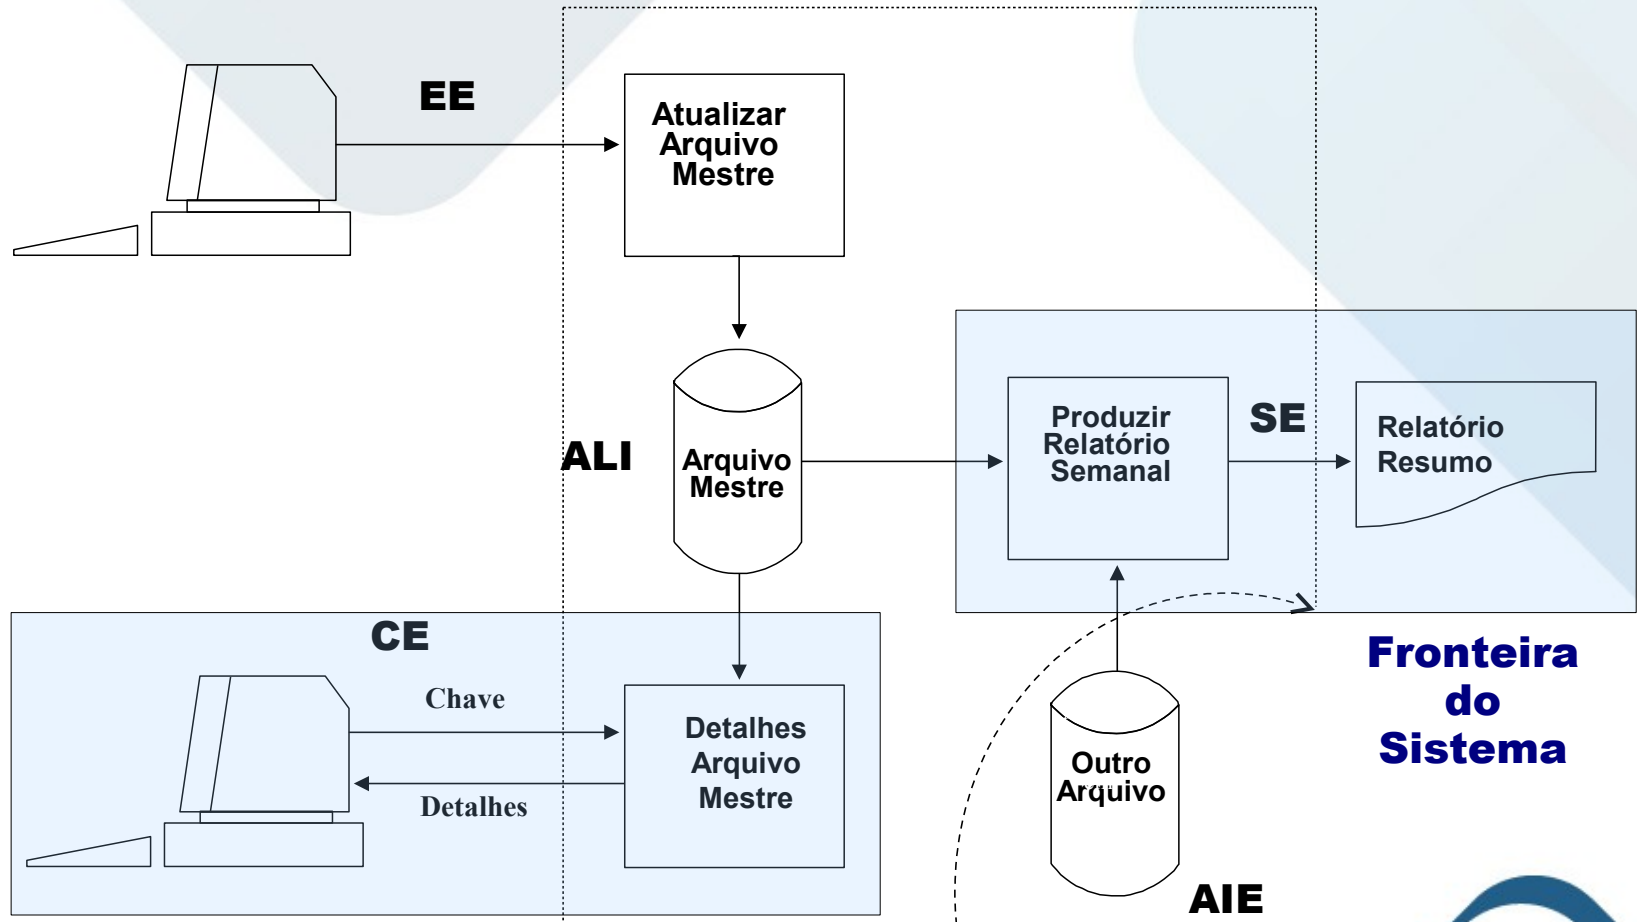 EE
Atualizar
Arquivo
Mestre
ALI
Arquivo
Mestre
Produzir
Relatório
Semanal
SE
Relatório
Resumo
CE
Chave
Detalhes
Detalhes
Arquivo
Mestre
Outro
Arquivo
AIE
Fronteira
do
Sistema